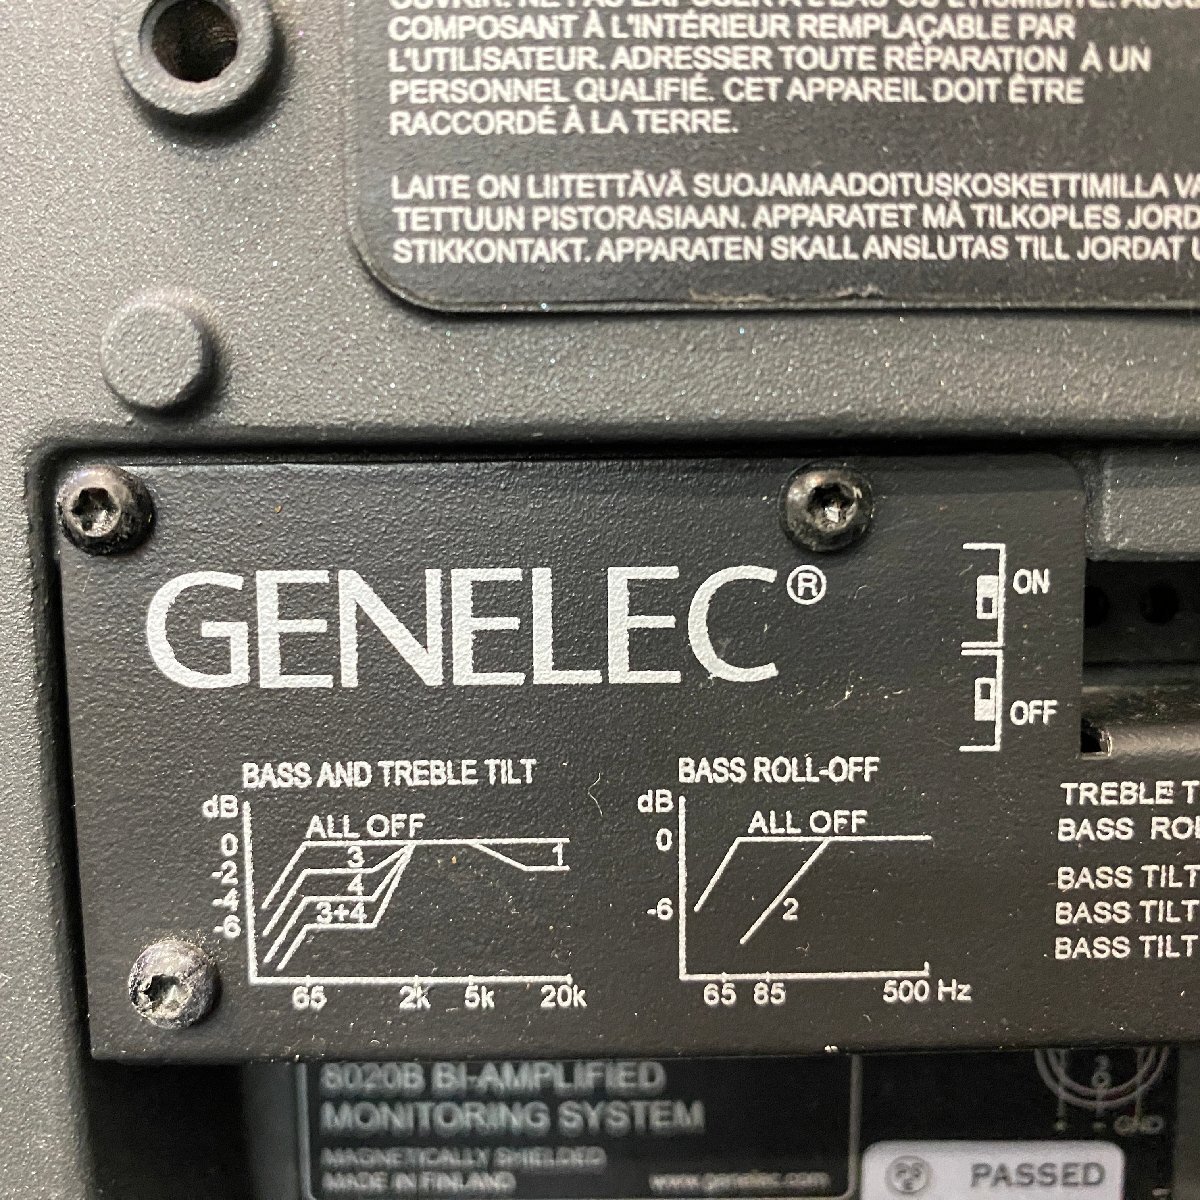 COMPOSANT À L'INTÉRIEUR REMPLAÇABLE PAR
L'UTILISATEUR. ADRESSER TOUTE RÉPARATION À UN
PERSONNEL QUALIFIÉ. CET APPAREIL DOIT ÊTRE
RACCORDÉ À LA TERRE.
LAITE ON LIITETTÄVÄ SUOJAMAADOITUSKOSKETTIMILLA VA
TETTUUN PISTORASIAAN. APPARATET MÅ TILKOPLES JORD
STIKKONTAKT. APPARATEN SKALL ANSLUTAS TILL JORDAT
GENELEC®
ON
OFF
BASS AND TREBLE TILT
dB
ALL OFF
0
-2
-4
-6
3
4
3+4
1
65 2k 5k 20k
BASS ROLL-OFF
dB
ALL OFF
0
-6
2
65 85 500 Hz
TREBLE T
BASS RO
BASS TILT
BASS TILT
BASS TILT
8020B BI-AMPLIFIED
MONITORING SYSTEM
MAGNETICALLY SHIELDED
MADE IN FINLAND www.genelec.com
GND
PASSED